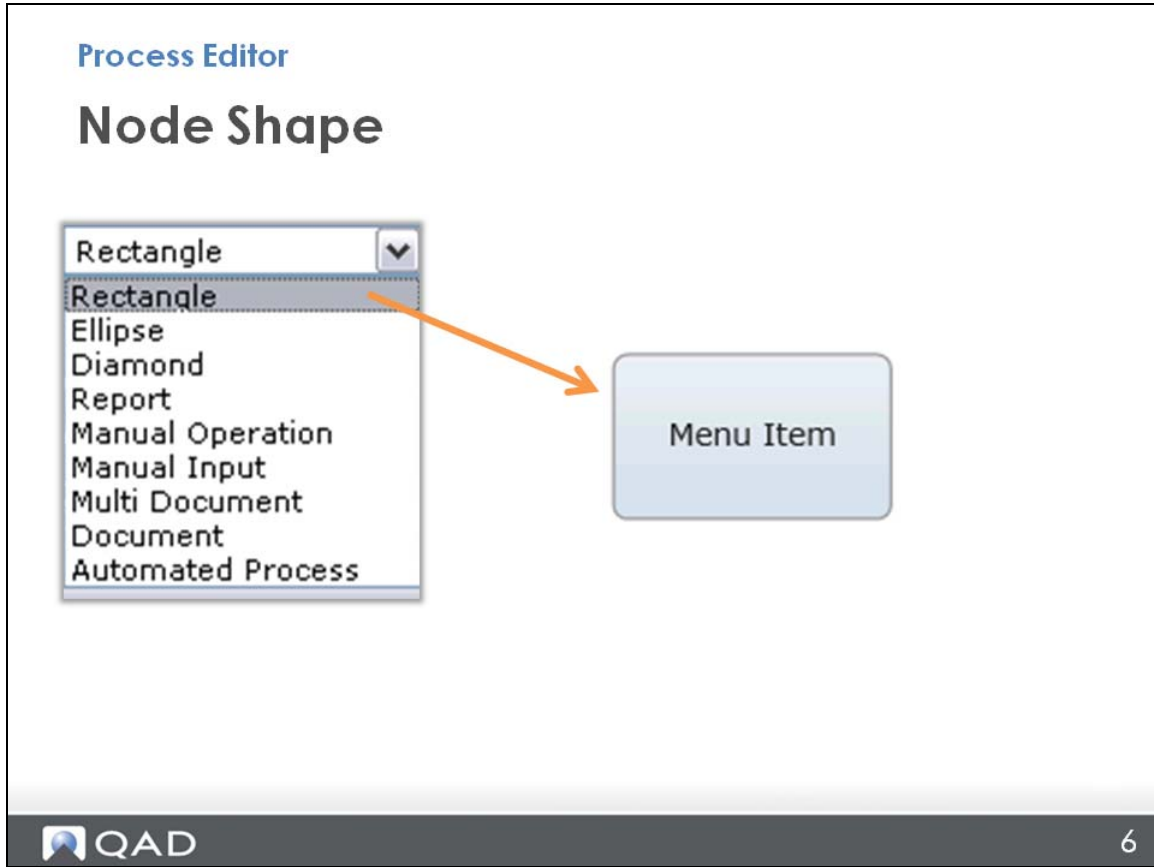 Process Editor
Node Shape
Rectangle
Rectangle
Ellipse
Diamond
Report
Manual Operation
Manual Input
Multi Document
Document
Automated Process
Menu Item
QAD
6